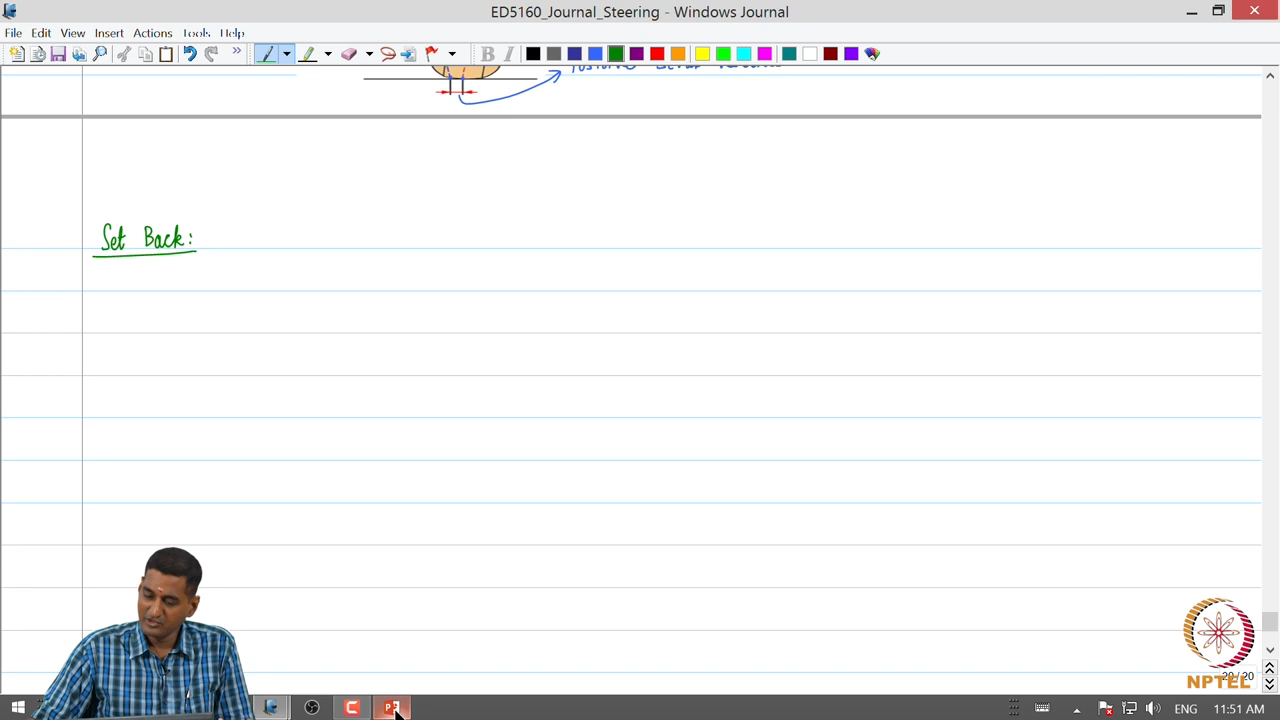 ED5160_Journal_Steering - Windows Journal
File Edit View Insert Actions Tools Help
Set Back:
NPTEL
ENG 11:51 AM